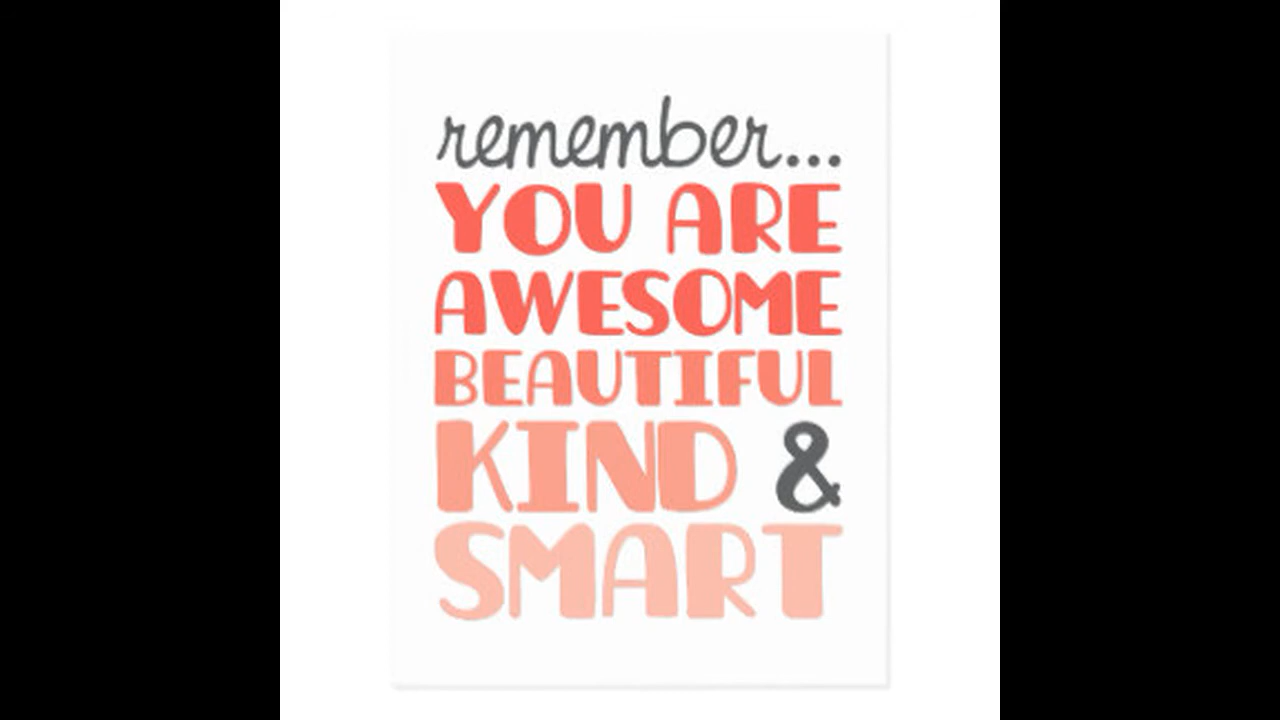 remember...
YOU ARE
AWESOME
BEAUTIFUL
KIND &
SMART